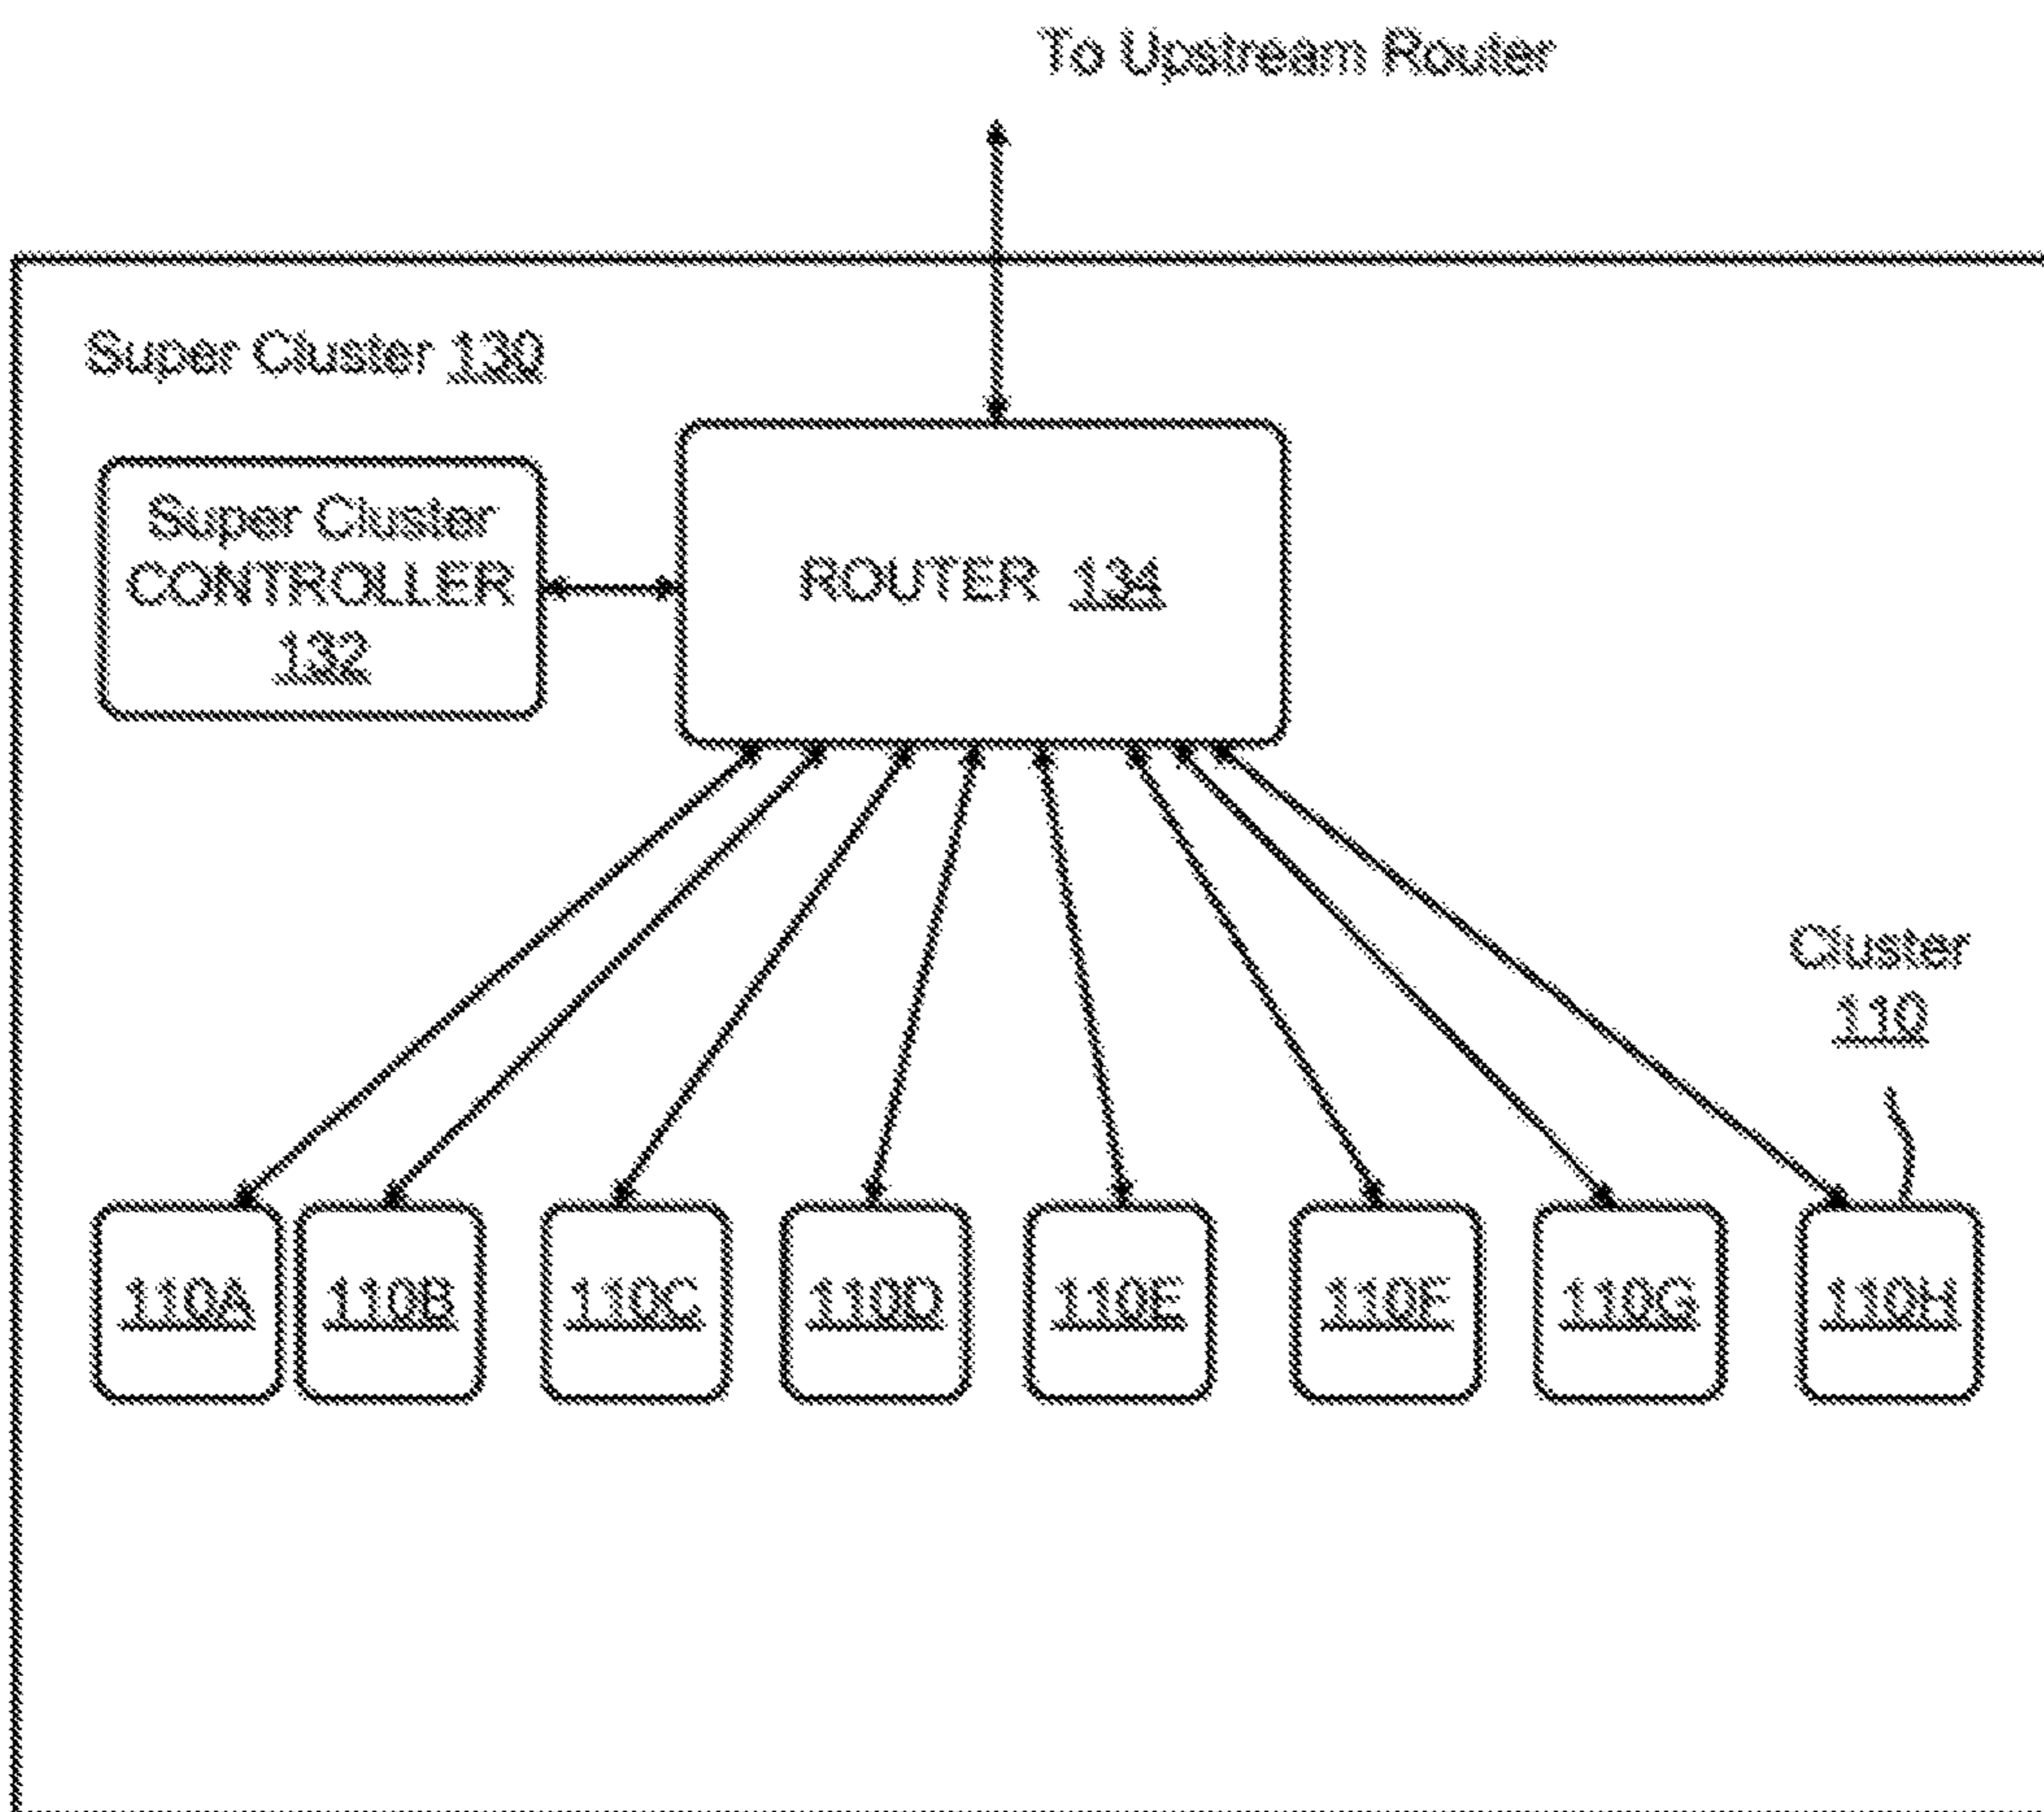 To Upstream Router
Super Cluster 130
Super Cluster
CONTROLLER
132
ROUTER 134
Cluster
110
110A
110B
110C
110D
110E
110F
110G
110H